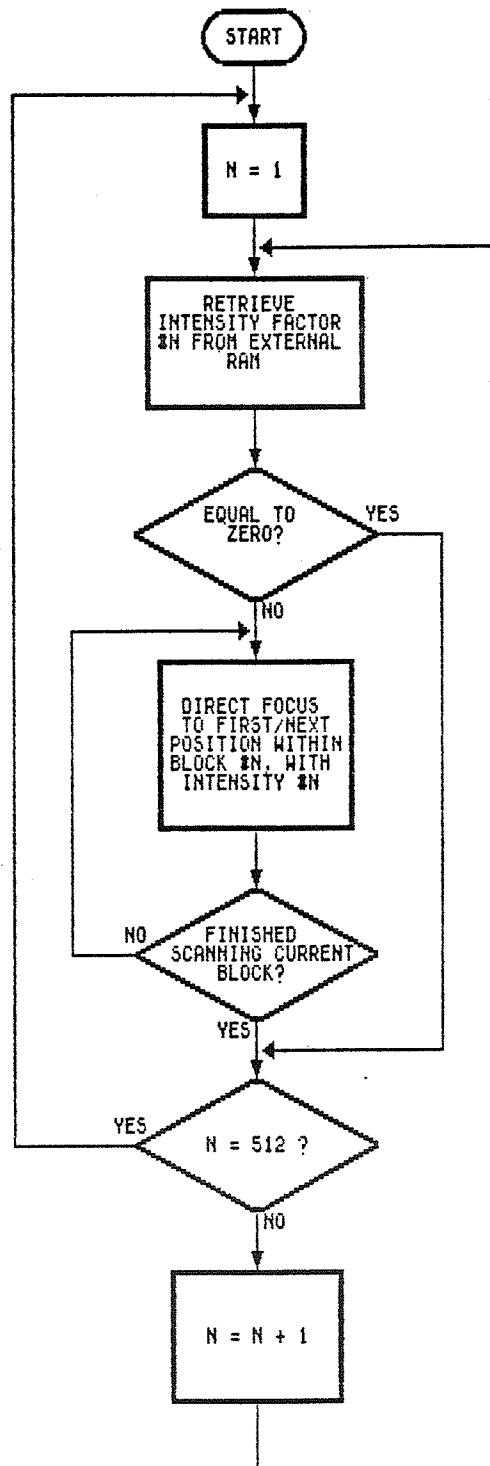 START
N = 1
RETRIEVE
INTENSITY FACTOR
#N FROM EXTERNAL
RAM
EQUAL TO
ZERO?
YES
NO
DIRECT FOCUS
TO FIRST/NEXT
POSITION WITHIN
BLOCK #N, WITH
INTENSITY #N
NO
FINISHED
SCANNING CURRENT
BLOCK?
YES
YES
N = 512 ?
NO
N = N + 1